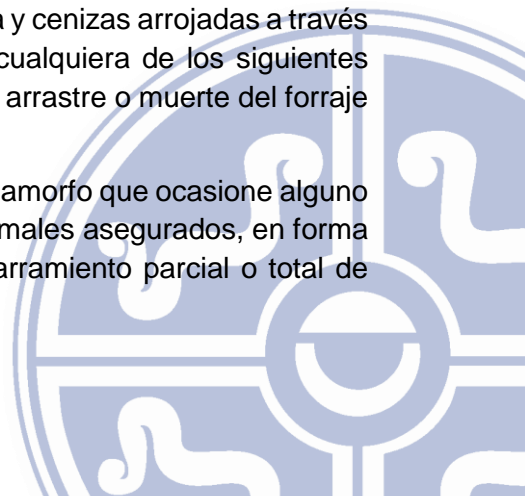 y cenizas arrojadas a través
cualquiera de los siguientes
arrastre o muerte del forraje
amorfo que ocasione alguno
males asegurados, en forma
arramiento parcial o total de